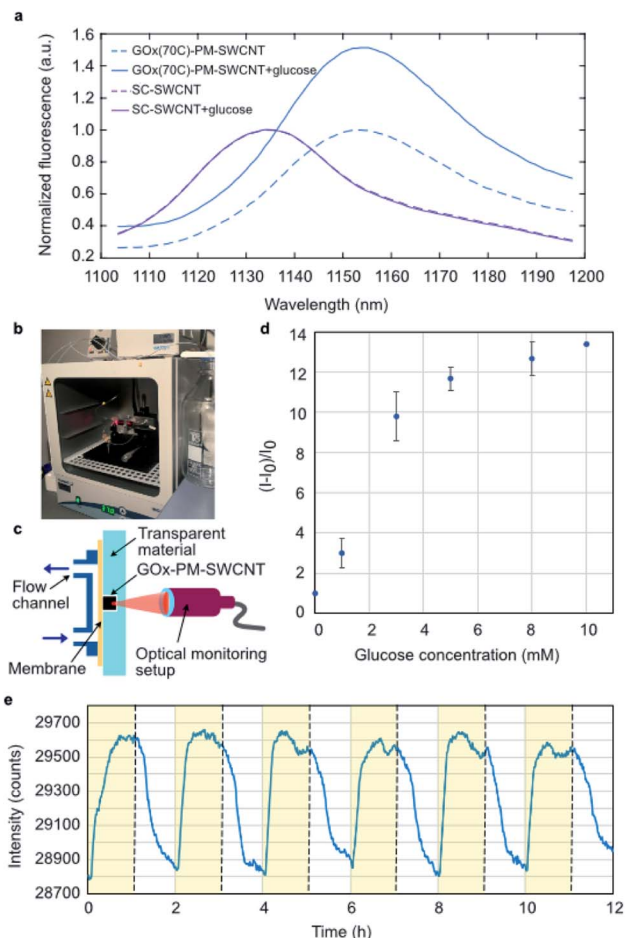 a
Normalized fluorescence (a.u.)
1.6
1.4
1.2
1.0
0.8
0.6
0.4
0.2
GOx(70C)-PM-SWCNT
GOx(70C)-PM-SWCNT+glucose
SC-SWCNT
SC-SWCNT+glucose
1100 1110 1120 1130 1140 1150 1160 1170 1180 1190 1200
Wavelength (nm)
b
c
Transparent
material
GOx-PM-SWCNT
Flow
channel
Membrane
Optical monitoring
setup
d
(I-I0)/I0
14
12
10
8
6
4
2
0
0 2 4 6 8 10
Glucose concentration (mM)
e
Intensity (counts)
29700
29500
29300
29100
28900
28700
0 2 4 6 8 10 12
Time (h)